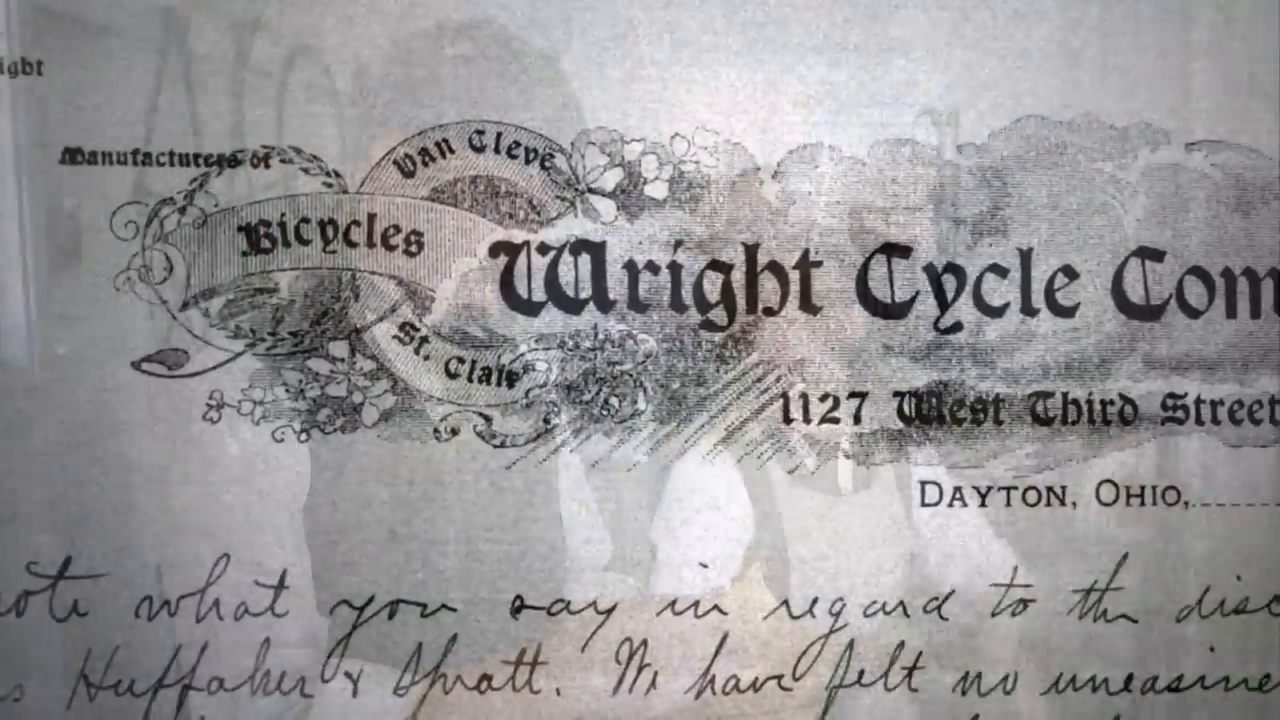 ight
Manufacturers of
Van Cleve
Bicycles
St. Clair
Wright Cycle Com
1127 West Third Street
DAYTON, OHIO,
ote what you say in regard to the disc
s Huffaker & Spratt. We have felt no uneasine